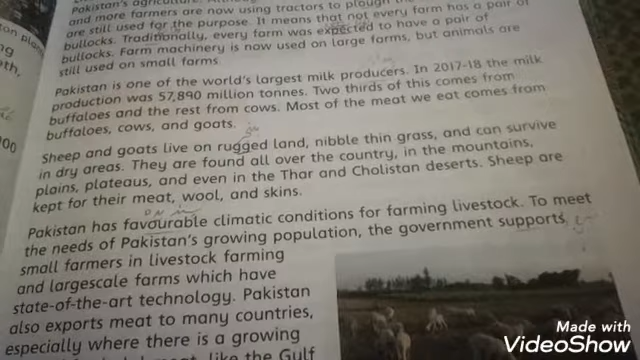 Pakistan's agriculture.
and more farmers are now using tractors to plough the
are still used for the purpose. It means that not every farm has a pair of
bullocks. Traditionally, every farm was expected to have a pair of
bullocks. Farm machinery is now used on large farms, but animals are
still used on small farms
Pakistan is one of the world's largest milk producers. In 2017-18 the milk
production was 57,890 million tonnes. Two thirds of this comes from
buffaloes and the rest from cows. Most of the meat we eat comes from
buffaloes, cows, and goats.
Sheep and goats live on rugged land, nibble thin grass, and can survive
in dry areas. They are found all over the country, in the mountains,
plains, plateaus, and even in the Thar and Cholistan deserts. Sheep are
kept for their meat, wool, and skins.
Pakistan has favourable climatic conditions for farming livestock. To meet
the needs of Pakistan's growing population, the government supports
small farmers in livestock farming
and largescale farms which have
state-of-the-art technology. Pakistan
also exports meat to many countries,
especially where there is a growing
like the Gulf
Made with
VideoShow